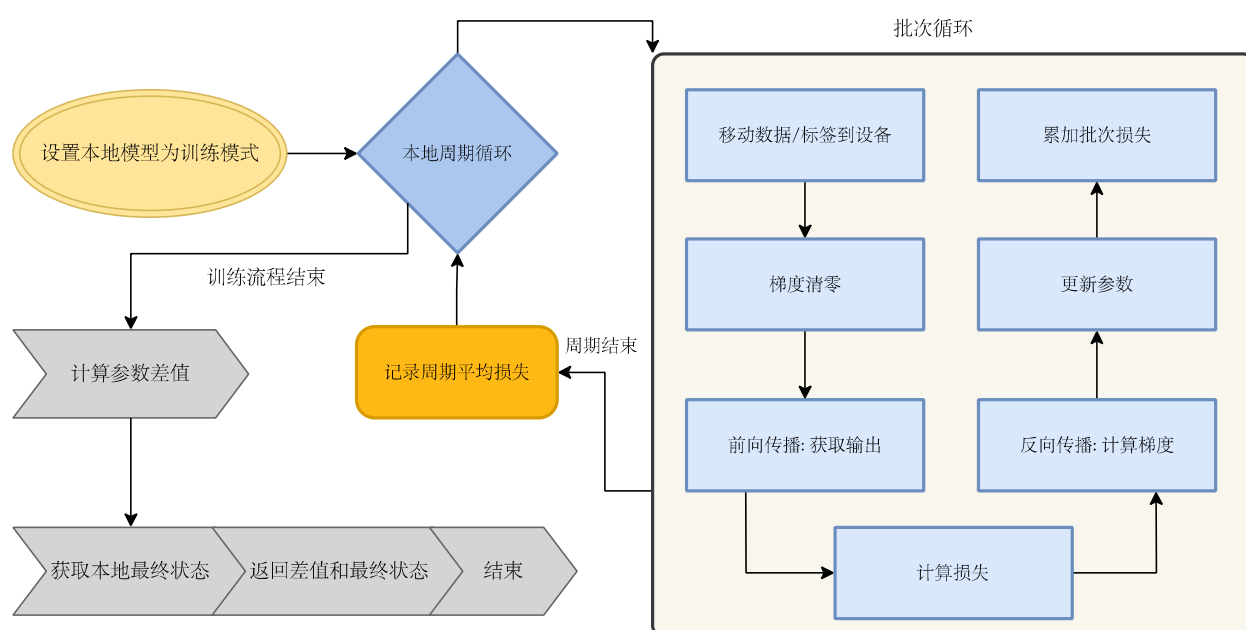 批次循环
设置本地模型为训练模式
本地周期循环
移动数据/标签到设备
累加批次损失
训练流程结束
梯度清零
更新参数
计算参数差值
记录周期平均损失
周期结束
前向传播: 获取输出
反向传播: 计算梯度
获取本地最终状态
返回差值和最终状态
结束
计算损失